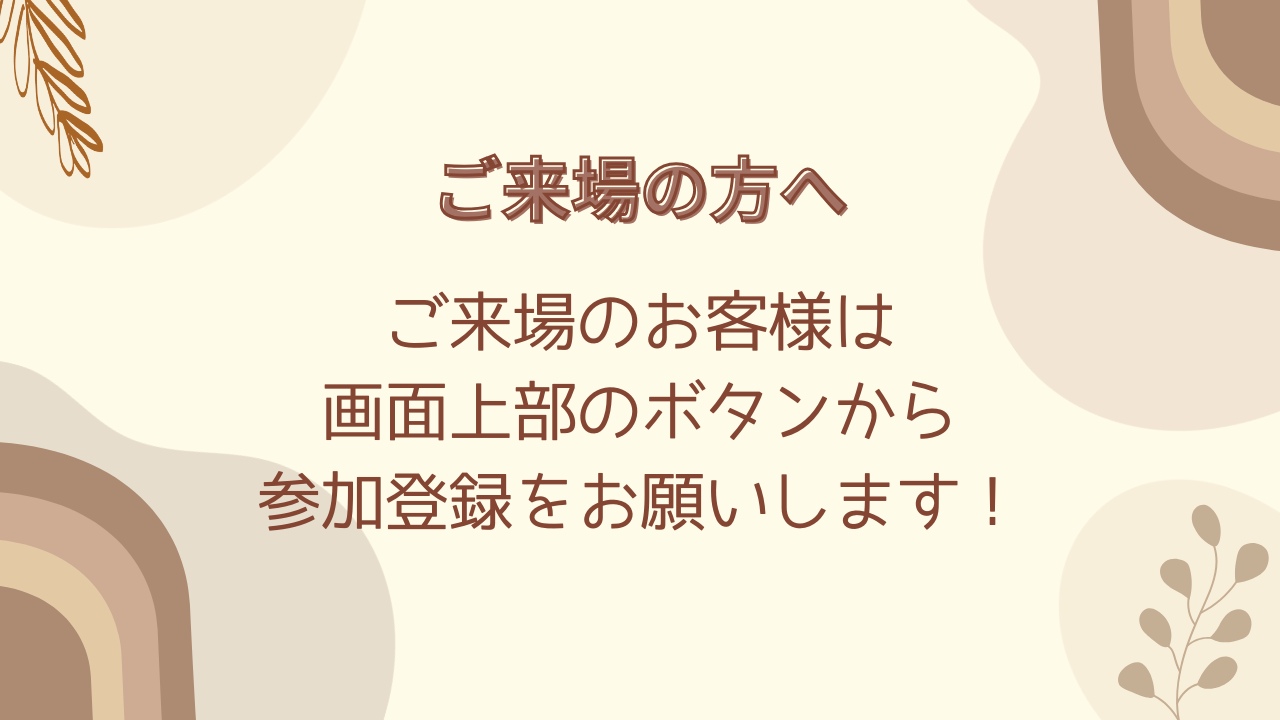 ご来場の方へ
ご来場のお客様は
画面上部のボタンから
参加登録をお願いします！